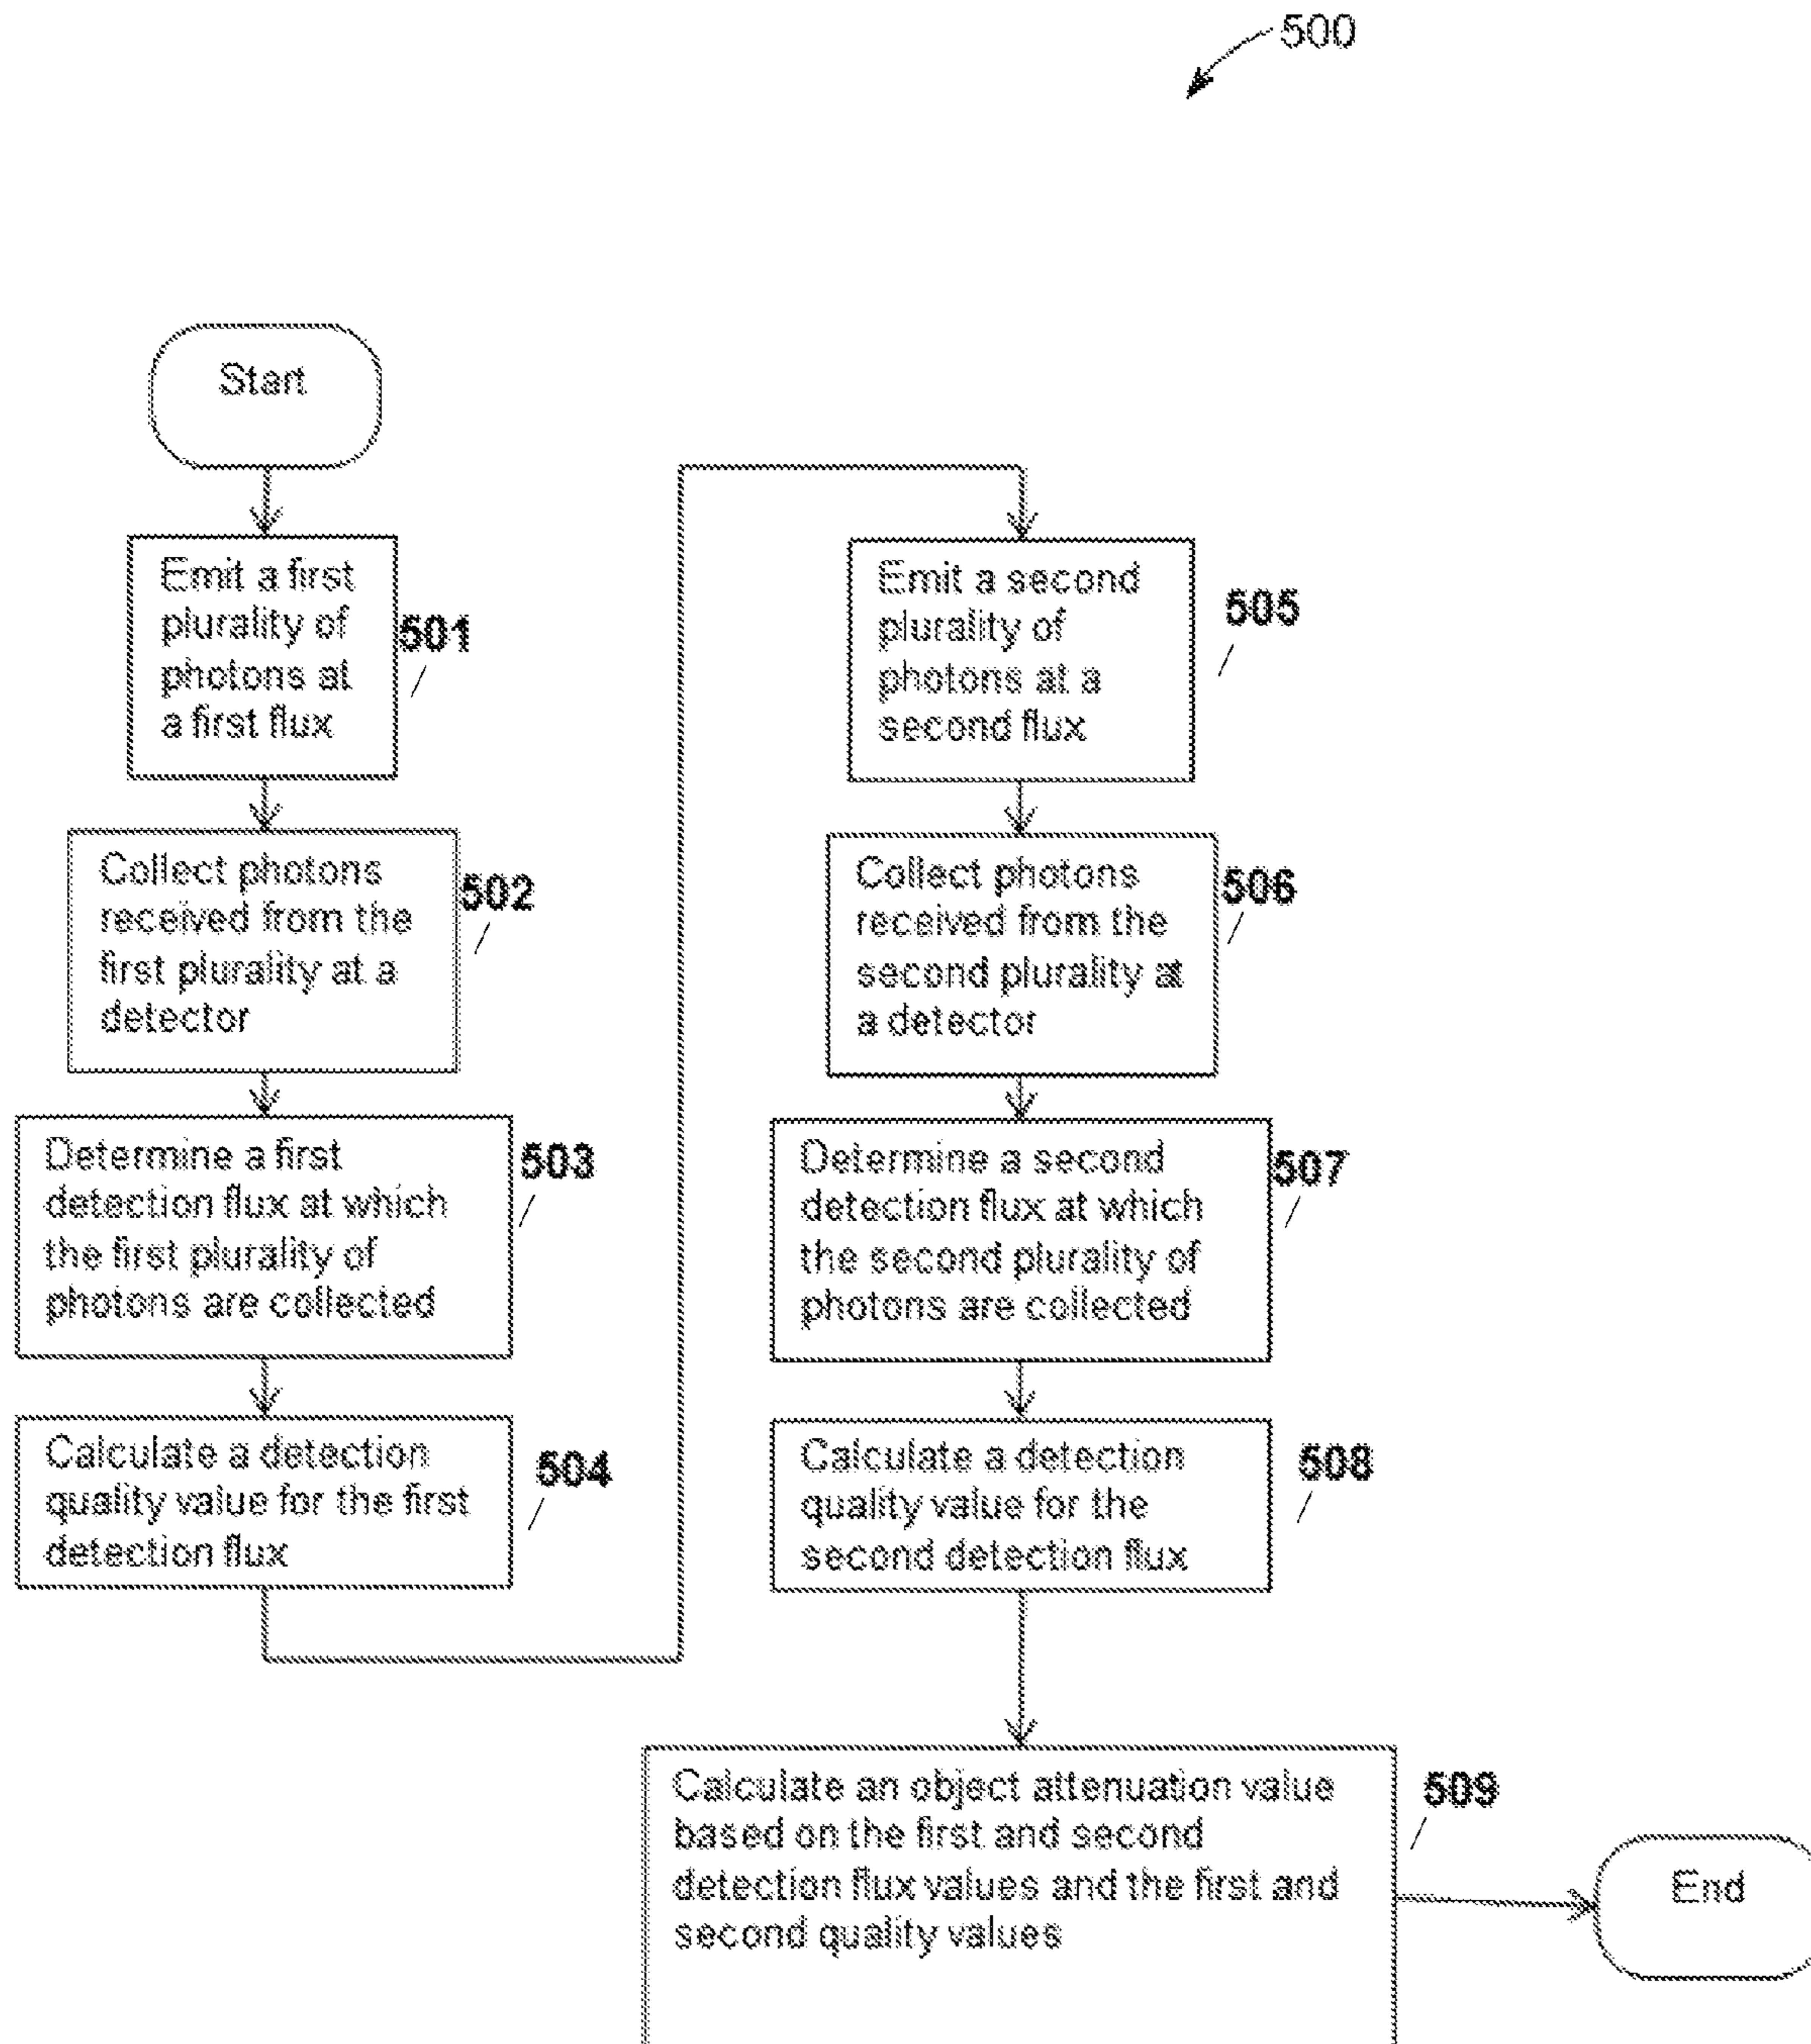 500
Start
Emit a first
plurality of
photons at
a first flux
501
Collect photons
received from the
first plurality at a
detector
502
Determine a first
detection flux at which
the first plurality of
photons are collected
503
Calculate a detection
quality value for the first
detection flux
504
Emit a second
plurality of
photons at a
second flux
505
Collect photons
received from the
second plurality at
a detector
506
Determine a second
detection flux at which
the second plurality of
photons are collected
507
Calculate a detection
quality value for the
second detection flux
508
Calculate an object attenuation value
based on the first and second
detection flux values and the first and
second quality values
509
End